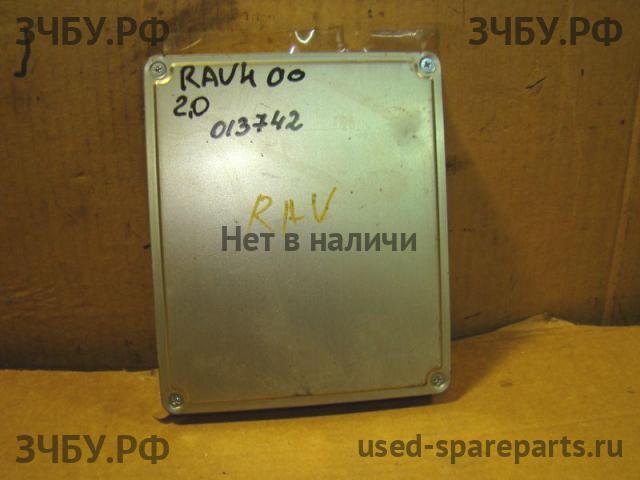 ЗЧБУ.РФ
ЗЧБУ.РФ
RAV4 00
2,0
013742
RAV
Нет в наличи
ЗЧБУ.РФ
used-spareparts.ru